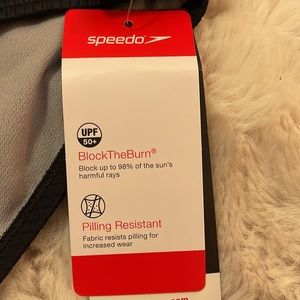 speedo
UPF
50+
BlockTheBurn®
Block up to 98% of the sun's
harmful rays
Pilling Resistant
Fabric resists pilling for
increased wear